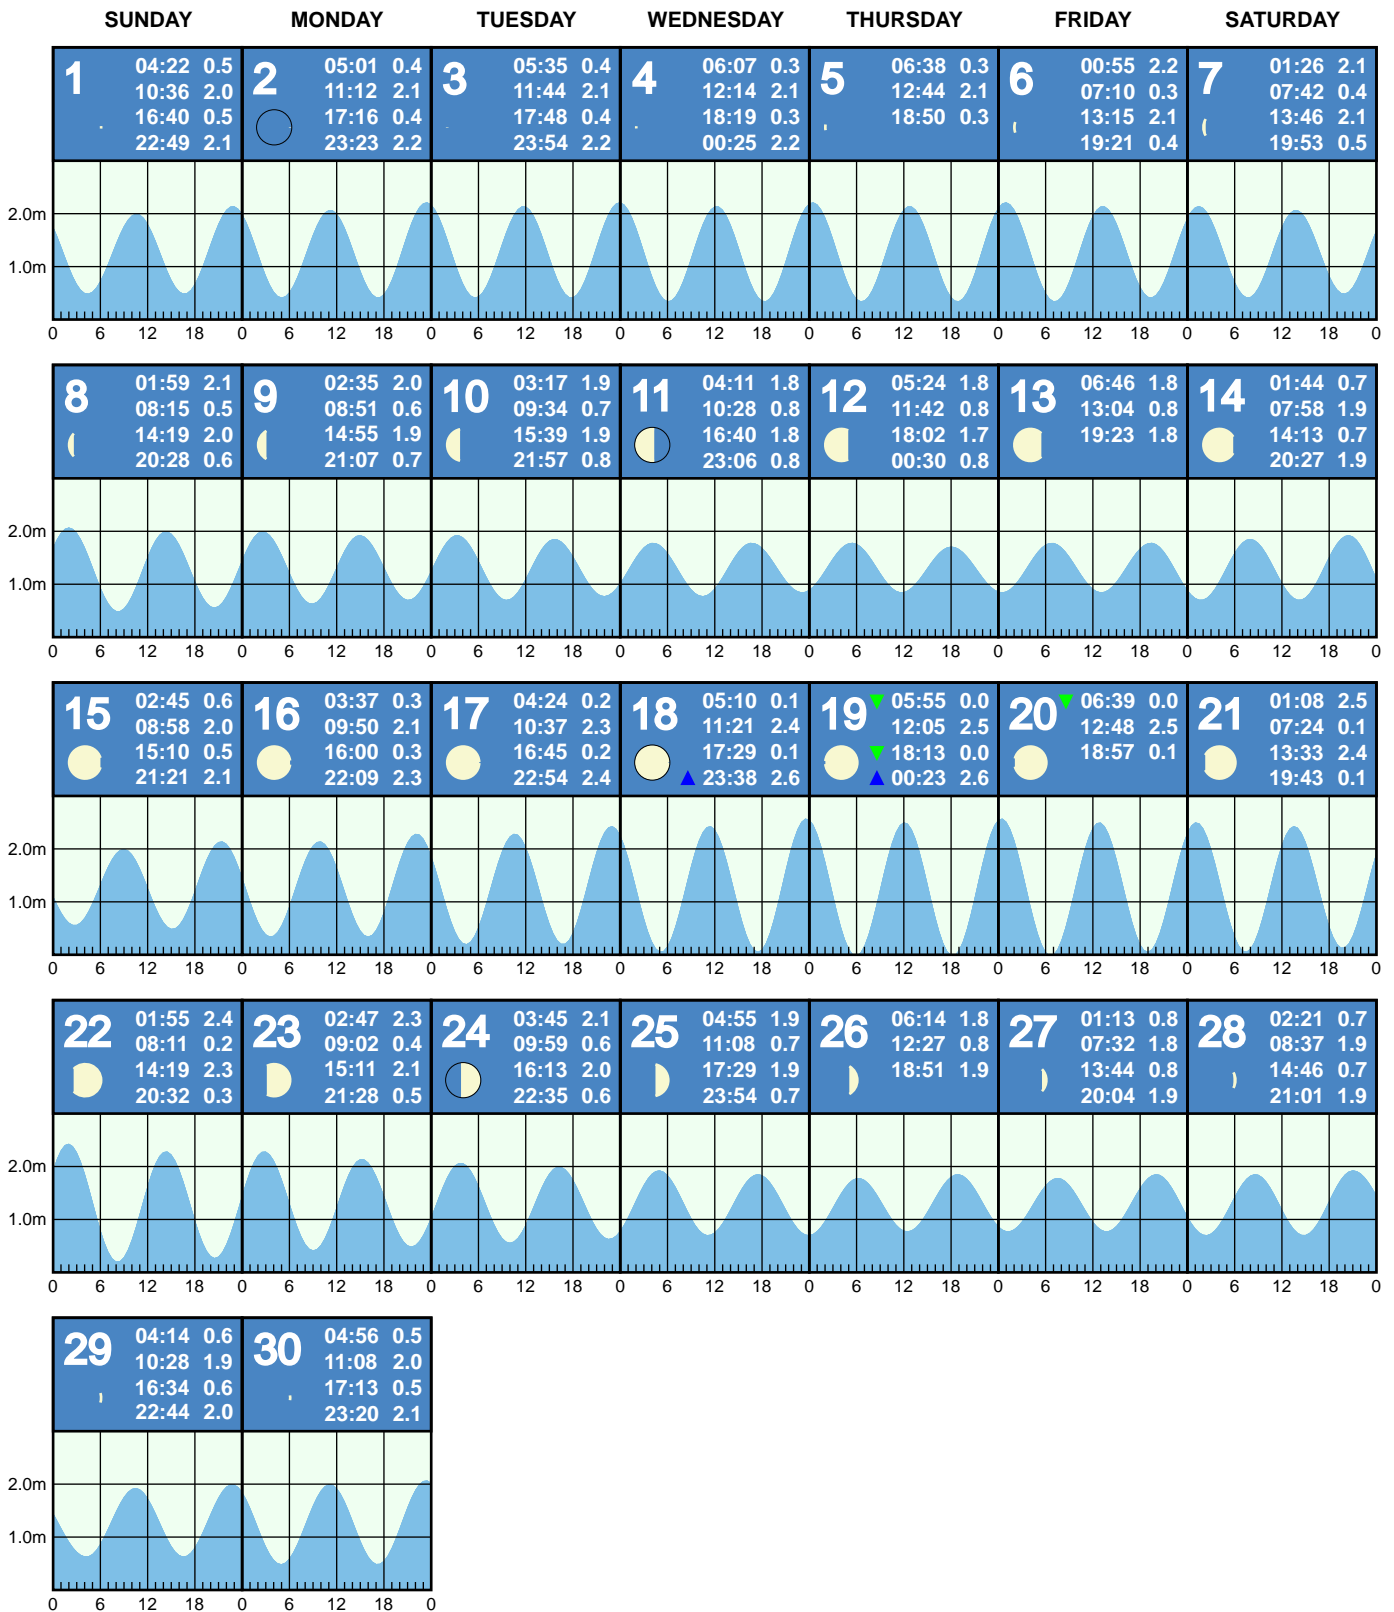 SUNDAY MONDAY TUESDAY WEDNESDAY THURSDAY FRIDAY SATURDAY
1 04:22 0.5
10:36 2.0
16:40 0.5
22:49 2.1
2 05:01 0.4
11:12 2.1
17:16 0.4
23:23 2.2
3 05:35 0.4
11:44 2.1
17:48 0.4
23:54 2.2
4 06:07 0.3
12:14 2.1
18:19 0.3
00:25 2.2
5 06:38 0.3
12:44 2.1
18:50 0.3
6 00:55 2.2
07:10 0.3
13:15 2.1
19:21 0.4
7 01:26 2.1
07:42 0.4
13:46 2.1
19:53 0.5
2.0m
1.0m
0 6 12 18 0 6 12 18 0 6 12 18 0 6 12 18 0 6 12 18 0 6 12 18 0 6 12 18 0
8 01:59 2.1
08:15 0.5
14:19 2.0
20:28 0.6
9 02:35 2.0
08:51 0.6
14:55 1.9
21:07 0.7
10 03:17 1.9
09:34 0.7
15:39 1.9
21:57 0.8
11 04:11 1.8
10:28 0.8
16:40 1.8
23:06 0.8
12 05:24 1.8
11:42 0.8
18:02 1.7
00:30 0.8
13 06:46 1.8
13:04 0.8
19:23 1.8
14 01:44 0.7
07:58 1.9
14:13 0.7
20:27 1.9
2.0m
1.0m
0 6 12 18 0 6 12 18 0 6 12 18 0 6 12 18 0 6 12 18 0 6 12 18 0 6 12 18 0
15 02:45 0.6
08:58 2.0
15:10 0.5
21:21 2.1
16 03:37 0.3
09:50 2.1
16:00 0.3
22:09 2.3
17 04:24 0.2
10:37 2.3
16:45 0.2
22:54 2.4
18 05:10 0.1
11:21 2.4
17:29 0.1
23:38 2.6
19 05:55 0.0
12:05 2.5
18:13 0.0
00:23 2.6
20 06:39 0.0
12:48 2.5
18:57 0.1
21 01:08 2.5
07:24 0.1
13:33 2.4
19:43 0.1
2.0m
1.0m
0 6 12 18 0 6 12 18 0 6 12 18 0 6 12 18 0 6 12 18 0 6 12 18 0 6 12 18 0
22 01:55 2.4
08:11 0.2
14:19 2.3
20:32 0.3
23 02:47 2.3
09:02 0.4
15:11 2.1
21:28 0.5
24 03:45 2.1
09:59 0.6
16:13 2.0
22:35 0.6
25 04:55 1.9
11:08 0.7
17:29 1.9
23:54 0.7
26 06:14 1.8
12:27 0.8
18:51 1.9
27 01:13 0.8
07:32 1.8
13:44 0.8
20:04 1.9
28 02:21 0.7
08:37 1.9
14:46 0.7
21:01 1.9
2.0m
1.0m
0 6 12 18 0 6 12 18 0 6 12 18 0 6 12 18 0 6 12 18 0 6 12 18 0 6 12 18 0
29 04:14 0.6
10:28 1.9
16:34 0.6
22:44 2.0
30 04:56 0.5
11:08 2.0
17:13 0.5
23:20 2.1
2.0m
1.0m
0 6 12 18 0 6 12 18 0